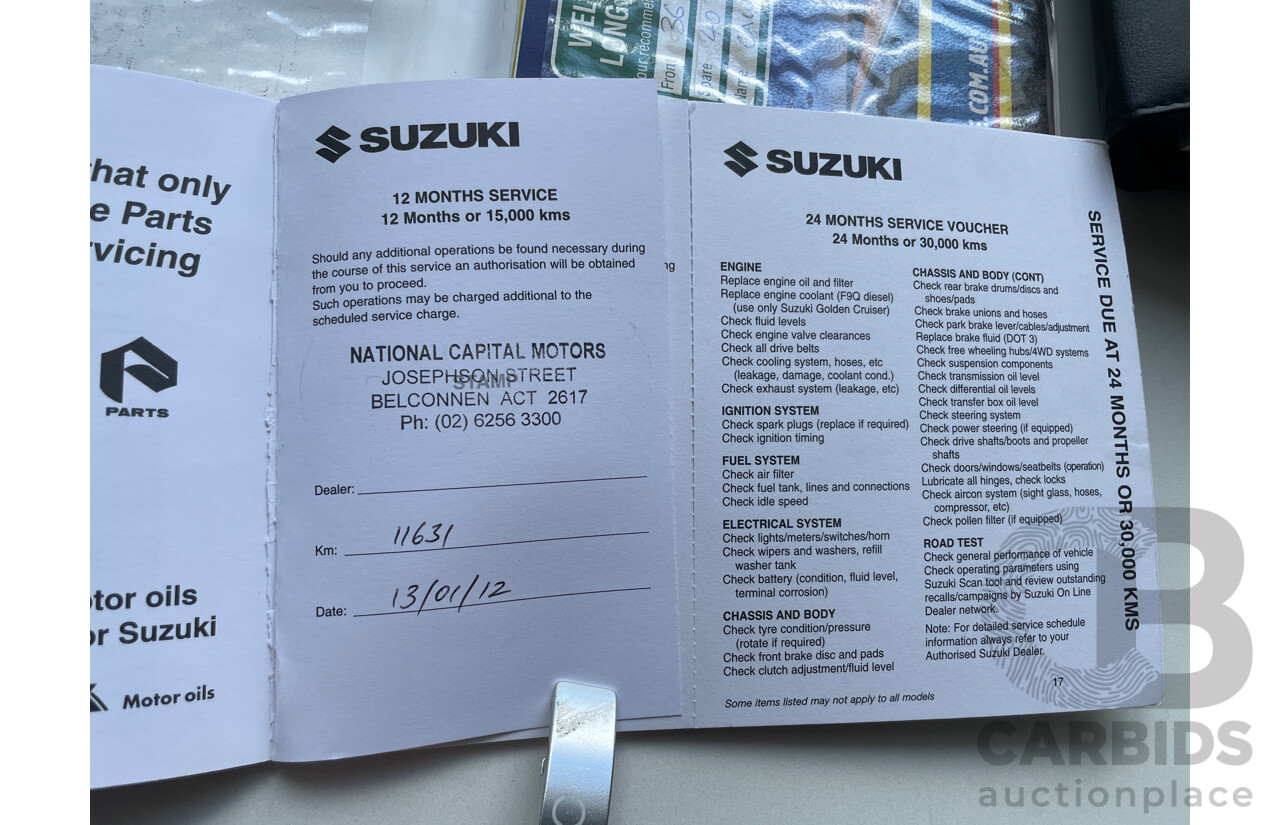 WEL
LONG
our recomme
From 36
Spare 40
Name
.COM.AU
that only
e Parts
rvicing
PARTS
tor oils
or Suzuki
Motor oils
SUZUKI
12 MONTHS SERVICE
12 Months or 15,000 kms
Should any additional operations be found necessary during
the course of this service an authorisation will be obtained
from you to proceed.
Such operations may be charged additional to the
scheduled service charge.
NATIONAL CAPITAL MOTORS
JOSEPHSON STREET
STAMP
BELCONNEN ACT 2617
Ph: (02) 6256 3300
Dealer:
Km: 11631
Date: 13/01/12
ng
SUZUKI
24 MONTHS SERVICE VOUCHER
24 Months or 30,000 kms
ENGINE
Replace engine oil and filter
Replace engine coolant (F9Q diesel)
(use only Suzuki Golden Cruiser)
Check fluid levels
Check engine valve clearances
Check all drive belts
Check cooling system, hoses, etc
(leakage, damage, coolant cond.)
Check exhaust system (leakage, etc)
IGNITION SYSTEM
Check spark plugs (replace if required)
Check ignition timing
FUEL SYSTEM
Check air filter
Check fuel tank, lines and connections
Check idle speed
ELECTRICAL SYSTEM
Check lights/meters/switches/horn
Check wipers and washers, refill
washer tank
Check battery (condition, fluid level,
terminal corrosion)
CHASSIS AND BODY
Check tyre condition/pressure
(rotate if required)
Check front brake disc and pads
Check clutch adjustment/fluid level
Some items listed may not apply to all models
CHASSIS AND BODY (CONT)
Check rear brake drums/discs and
shoes/pads
Check brake unions and hoses
Check park brake lever/cables/adjustment
Replace brake fluid (DOT 3)
Check free wheeling hubs/4WD systems
Check suspension components
Check transmission oil level
Check differential oil levels
Check transfer box oil level
Check steering system
Check power steering (if equipped)
Check drive shafts/boots and propeller
shafts
Check doors/windows/seatbelts (operation)
Lubricate all hinges, check locks
Check aircon system (sight glass, hoses,
compressor, etc)
Check pollen filter (if equipped)
ROAD TEST
Check general performance of vehicle
Check operating parameters using
Suzuki Scan tool and review outstanding
recalls/campaigns by Suzuki On Line
Dealer network.
Note: For detailed service schedule
information always refer to your
Authorised Suzuki Dealer.
17
SERVICE DUE AT 24 MONTHS OR 30,000 KMS
CARBIDS
auctionplace